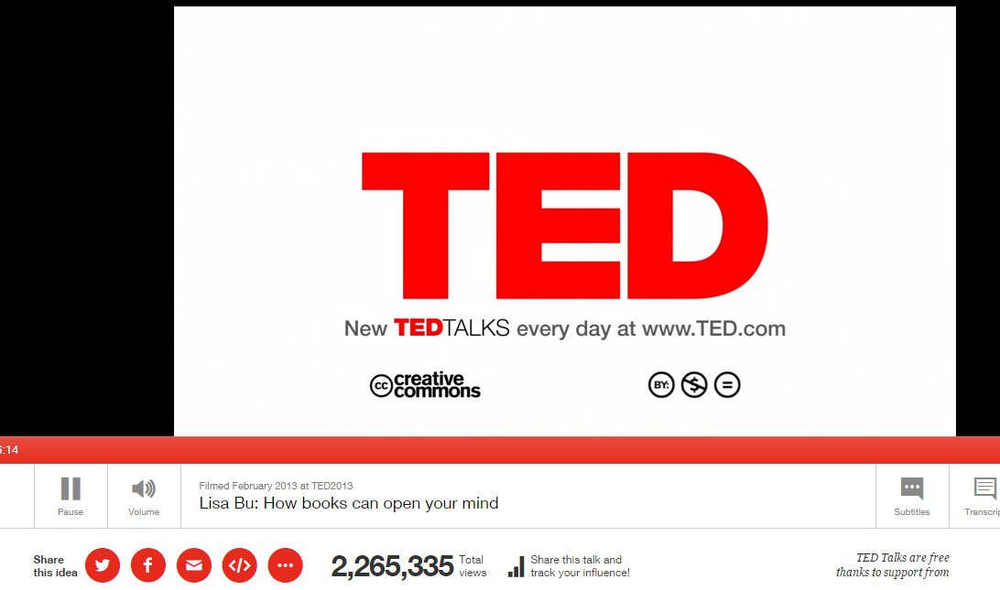 TED
New TEDTALKS every day at www.TED.com
cc creative commons
BY: $ =
5:14
Pause
Volume
Filmed February 2013 at TED2013
Lisa Bu: How books can open your mind
Subtitles
Share
this idea
2,265,335
Total
views
Share this talk and
track your influence!
TED Talks are free
thanks to support from